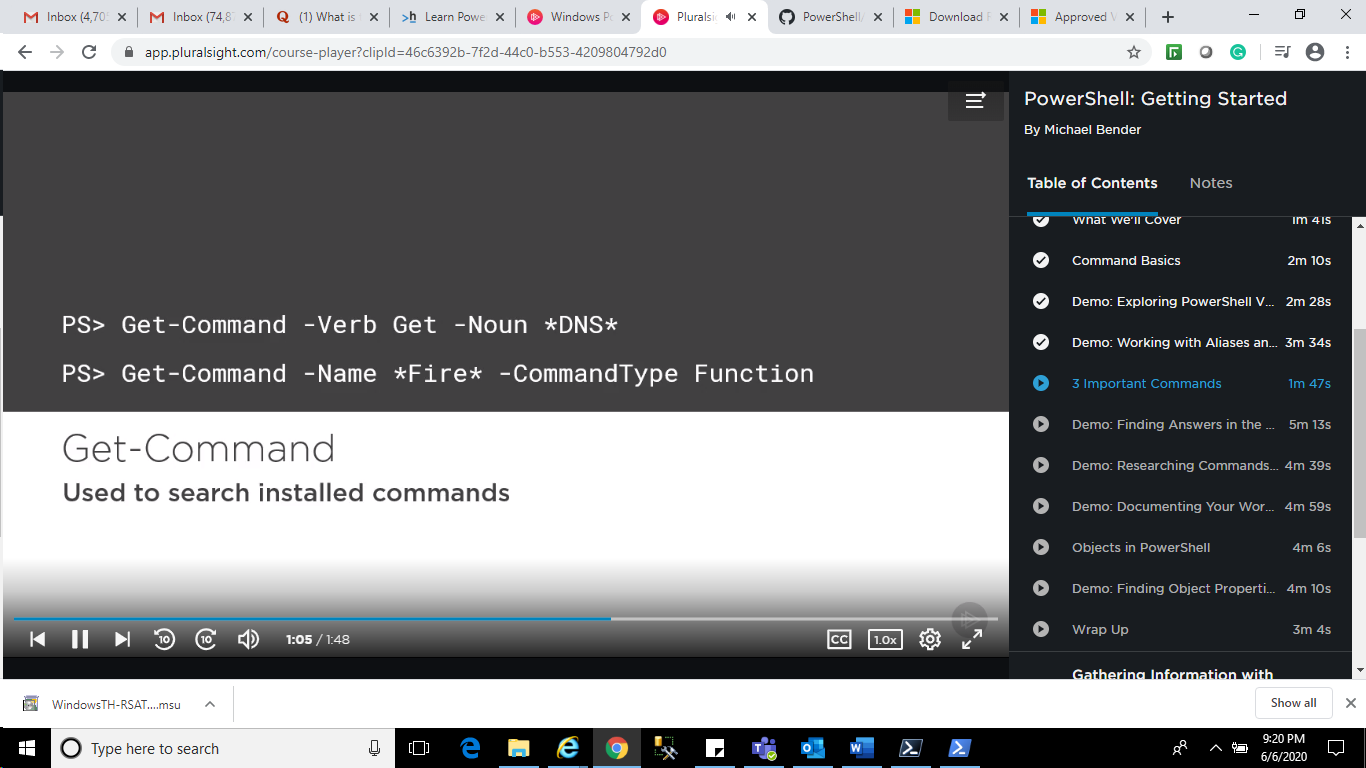 Inbox (4,70
Inbox (74,8
(1) What is
Learn Powe
Windows P
Pluralsi
PowerShell/
Download
Approved V
app.pluralsight.com/course-player?clipId=46c6392b-7f2d-44c0-b553-4209804792d0
PS> Get-Command -Verb Get -Noun *DNS*
PS> Get-Command -Name *Fire* -CommandType Function
Get-Command
Used to search installed commands
10
10
1:05 / 1:48
CC
1.0x
PowerShell: Getting Started
By Michael Bender
Table of Contents
Notes
What We'll Cover 1m 41s
Command Basics 2m 10s
Demo: Exploring PowerShell V... 2m 28s
Demo: Working with Aliases an... 3m 34s
3 Important Commands 1m 47s
Demo: Finding Answers in the ... 5m 13s
Demo: Researching Commands... 4m 39s
Demo: Documenting Your Wor... 4m 59s
Objects in PowerShell 4m 6s
Demo: Finding Object Properti... 4m 10s
Wrap Up 3m 4s
Gathering Information with
WindowsTH-RSAT....msu
Show all
Type here to search
9:20 PM
6/6/2020